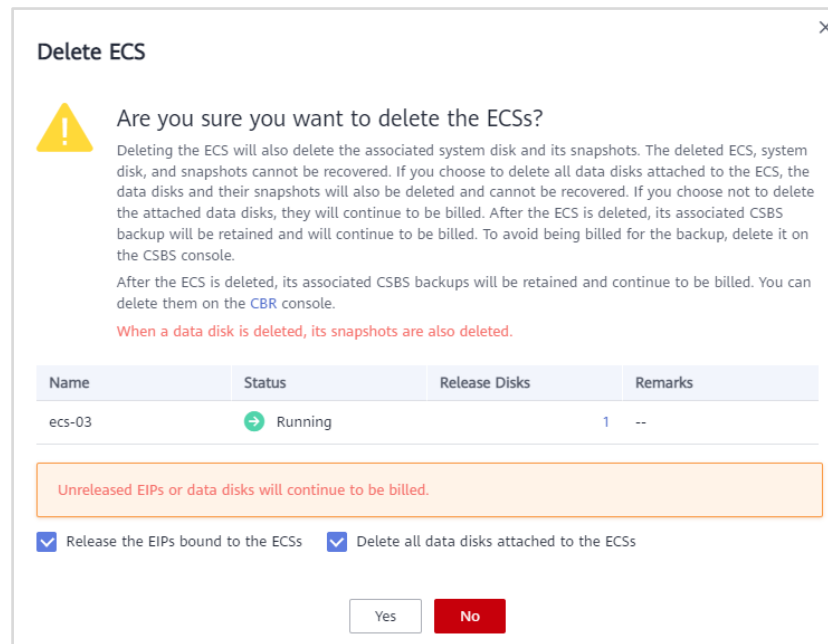 Delete ECS
Are you sure you want to delete the ECSs?
Deleting the ECS will also delete the associated system disk and its snapshots. The deleted ECS, system
disk, and snapshots cannot be recovered. If you choose to delete all data disks attached to the ECS, the
data disks and their snapshots will also be deleted and cannot be recovered. If you choose not to delete
the attached data disks, they will continue to be billed. After the ECS is deleted, its associated CSBS
backup will be retained and will continue to be billed. To avoid being billed for the backup, delete it on
the CSBS console.
After the ECS is deleted, its associated CSBS backups will be retained and continue to be billed. You can
delete them on the CBR console.
When a data disk is deleted, its snapshots are also deleted.
Name Status Release Disks Remarks
ecs-03 Running 1 --
Unreleased EIPs or data disks will continue to be billed.
Release the EIPs bound to the ECSs Delete all data disks attached to the ECSs
Yes No